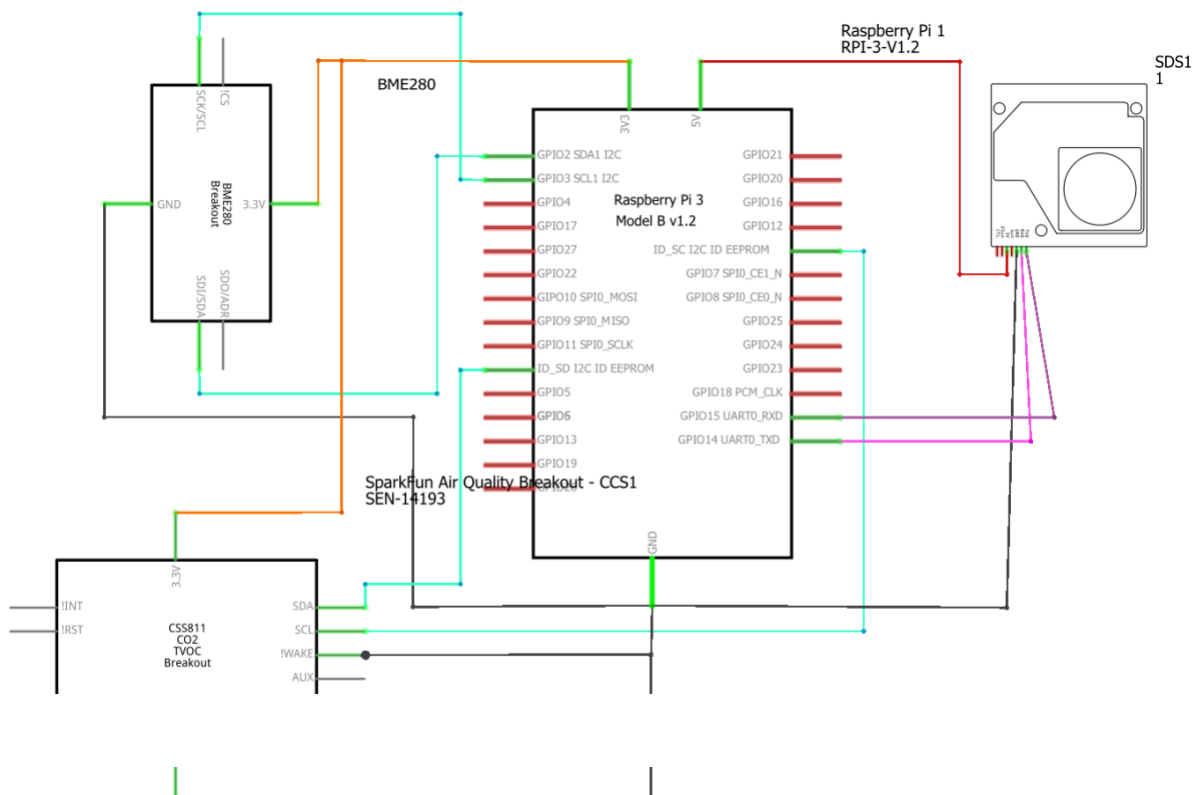 Raspberry Pi 1
RPI-3-V1.2
SDS1
1
BME280
SCK/SCL
!CS
GND
BME280
Breakout
3.3V
SDI/SDA
SDO/ADR
3V3
5V
GPIO2 SDA1 I2C
GPIO3 SCL1 I2C
GPIO4
GPIO17
GPIO27
GPIO22
GIPO10 SPI0_MOSI
GPIO9 SPI0_MISO
GPIO11 SPI0_SCLK
ID_SD I2C ID EEPROM
GPIO5
GPIO6
GPIO13
GPIO19
Raspberry Pi 3
Model B v1.2
GPIO21
GPIO20
GPIO16
GPIO12
ID_SC I2C ID EEPROM
GPIO7 SPI0_CE1_N
GPIO8 SPI0_CE0_N
GPIO25
GPIO24
GPIO23
GPIO18 PCM_CLK
GPIO15 UART0_RXD
GPIO14 UART0_TXD
GND
SparkFun Air Quality Breakout - CCS1
SEN-14193
3.3V
!INT
!RST
CSS811
CO2
TVOC
Breakout
SDA
SCL
!WAKE
AUX